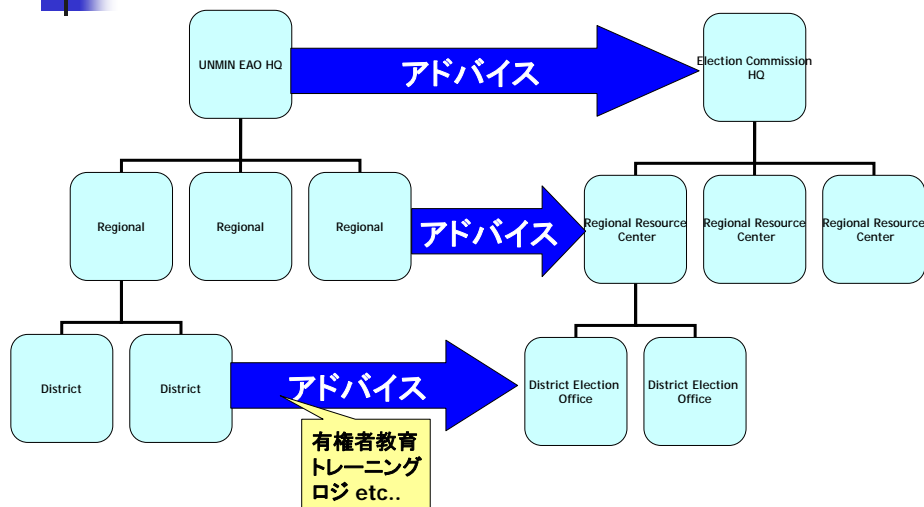 UNMIN EAO HQ
アドバイス
Election Commission
HQ
Regional
Regional
Regional
アドバイス
Regional Resource
Center
Regional Resource
Center
Regional Resource
Center
District
District
アドバイス
District Election
Office
District Election
Office
有権者教育
トレーニング
ロジ etc..